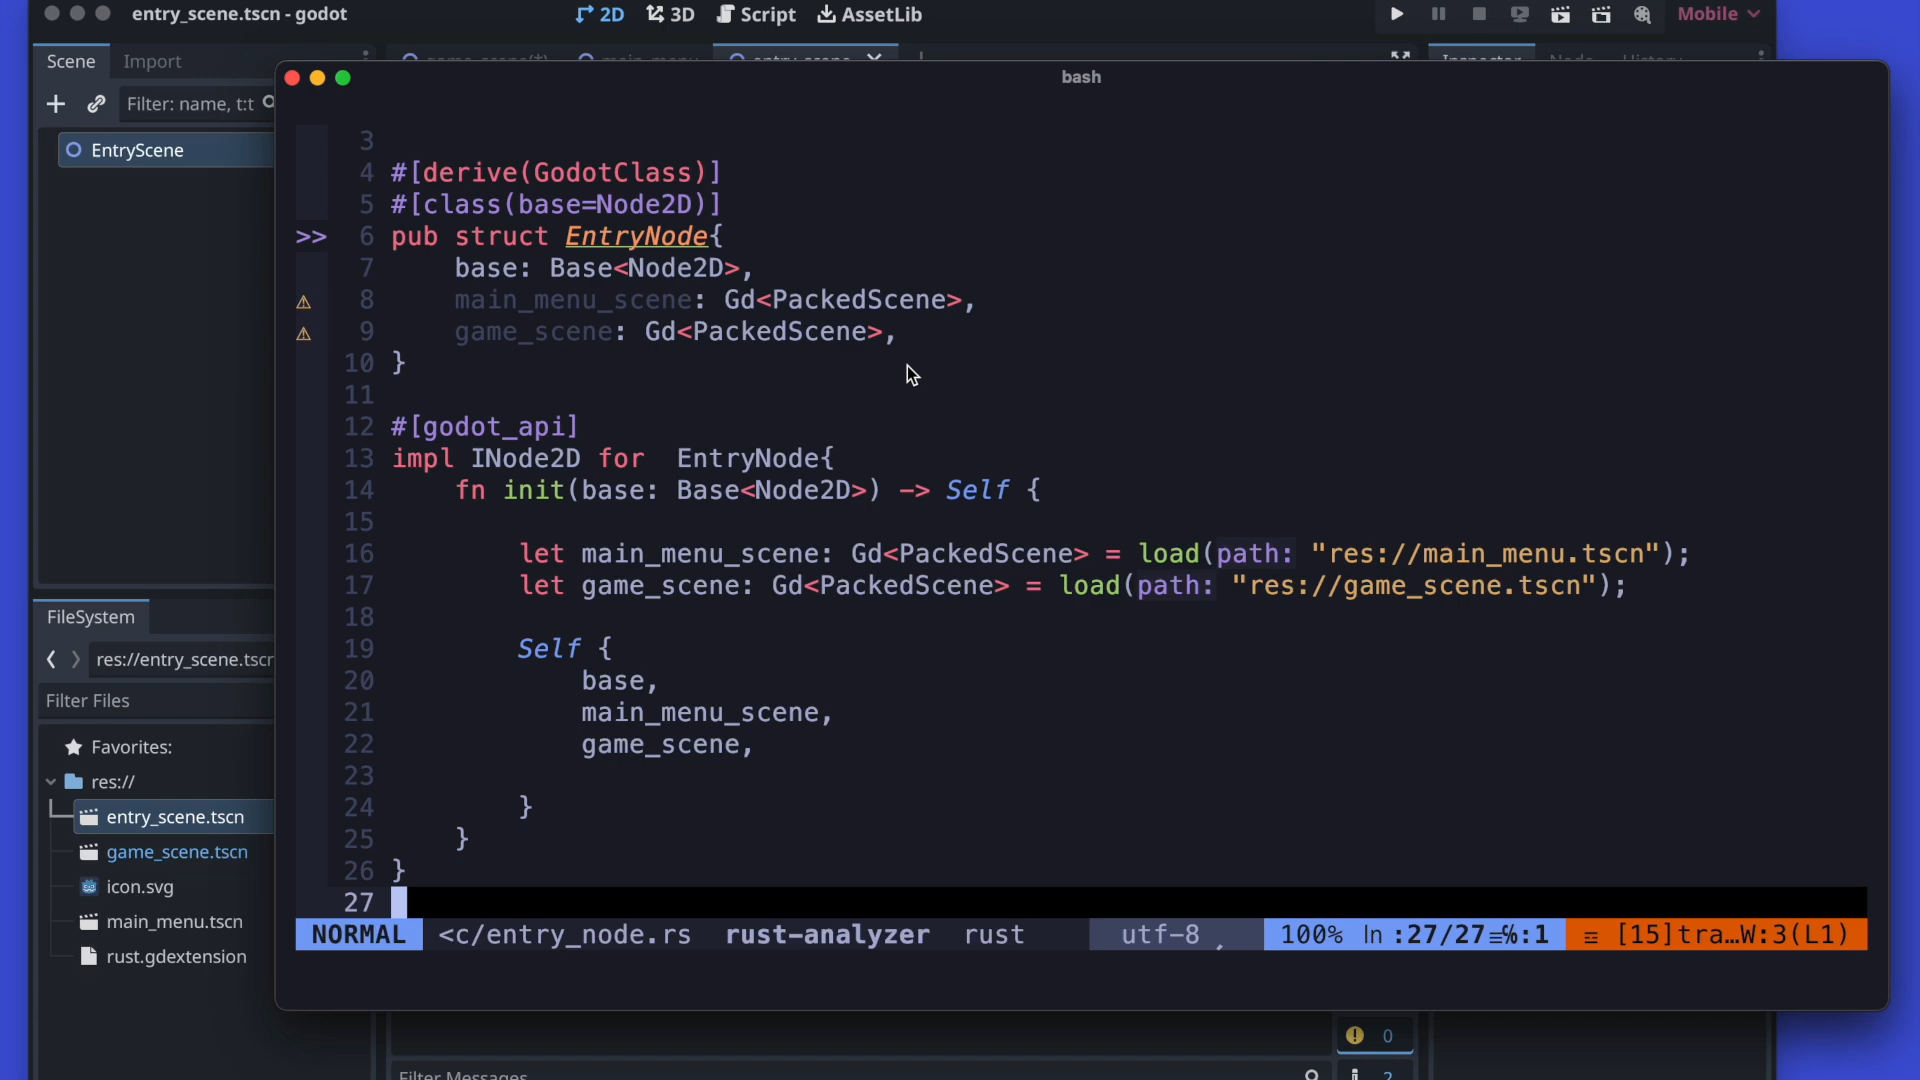 entry_scene.tscn - godot
2D 3D Script AssetLib
Mobile
Scene Import
Filter: name, t:t
EntryScene
FileSystem
res://entry_scene.tscn
Filter Files
Favorites:
res://
entry_scene.tscn
game_scene.tscn
icon.svg
main_menu.tscn
rust.gdextension
bash
3
4 #[derive(GodotClass)]
5 #[class(base=Node2D)]
>> 6 pub struct EntryNode{
7 base: Base<Node2D>,
⚠ 8 main_menu_scene: Gd<PackedScene>,
⚠ 9 game_scene: Gd<PackedScene>,
10 }
11
12 #[godot_api]
13 impl INode2D for  EntryNode{
14 fn init(base: Base<Node2D>) -> Self {
15
16 let main_menu_scene: Gd<PackedScene> = load(path: "res://main_menu.tscn");
17 let game_scene: Gd<PackedScene> = load(path: "res://game_scene.tscn");
18
19 Self {
20 base,
21 main_menu_scene,
22 game_scene,
23
24 }
25 }
26 }
27
NORMAL <c/entry_node.rs rust-analyzer rust utf-8 100% ln :27/27≡℅:1 ☲ [15]tra…W:3(L1)
0
Filter Messages
2